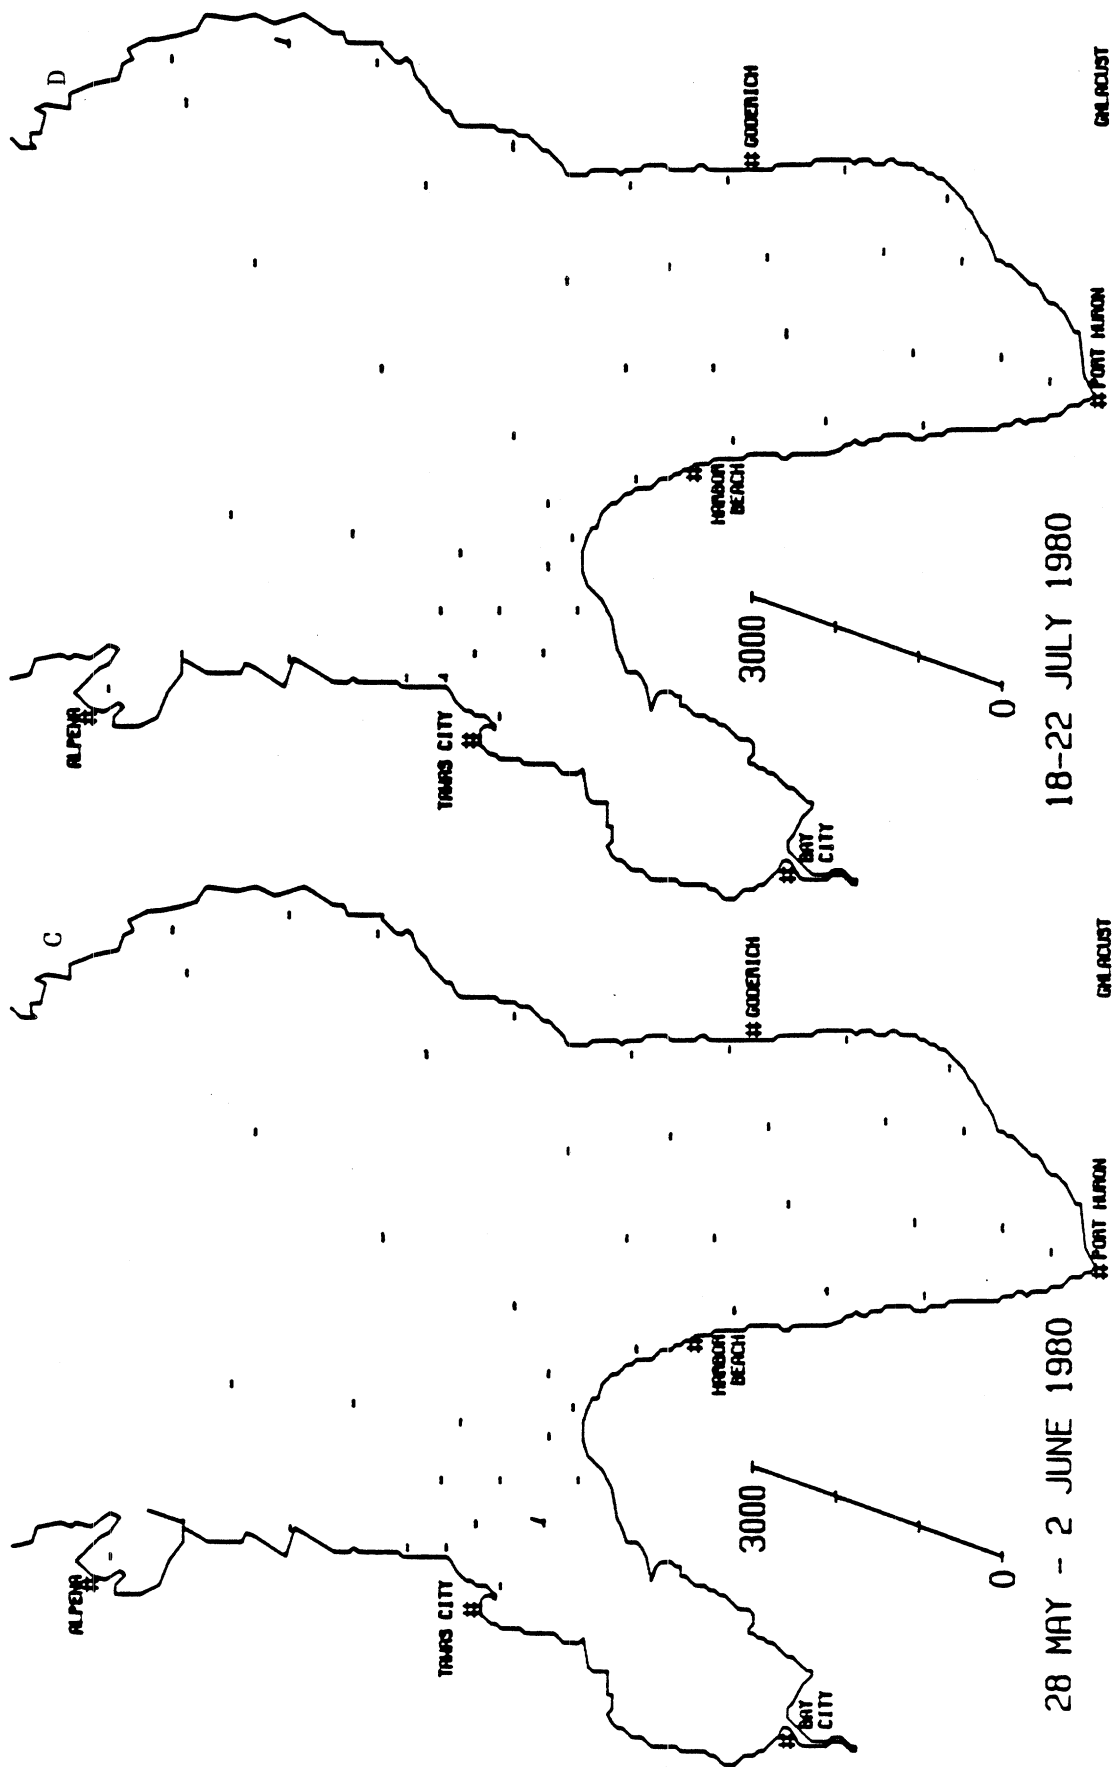 C
ALPENA
TAWAS CITY
BAY
CITY
HARBOR
BEACH
GODERICH
PORT HURON
3000
0
28 MAY - 2 JUNE 1980
GMLACUST
D
ALPENA
TAWAS CITY
BAY
CITY
HARBOR
BEACH
GODERICH
PORT HURON
3000
0
18-22 JULY 1980
GMLACUST